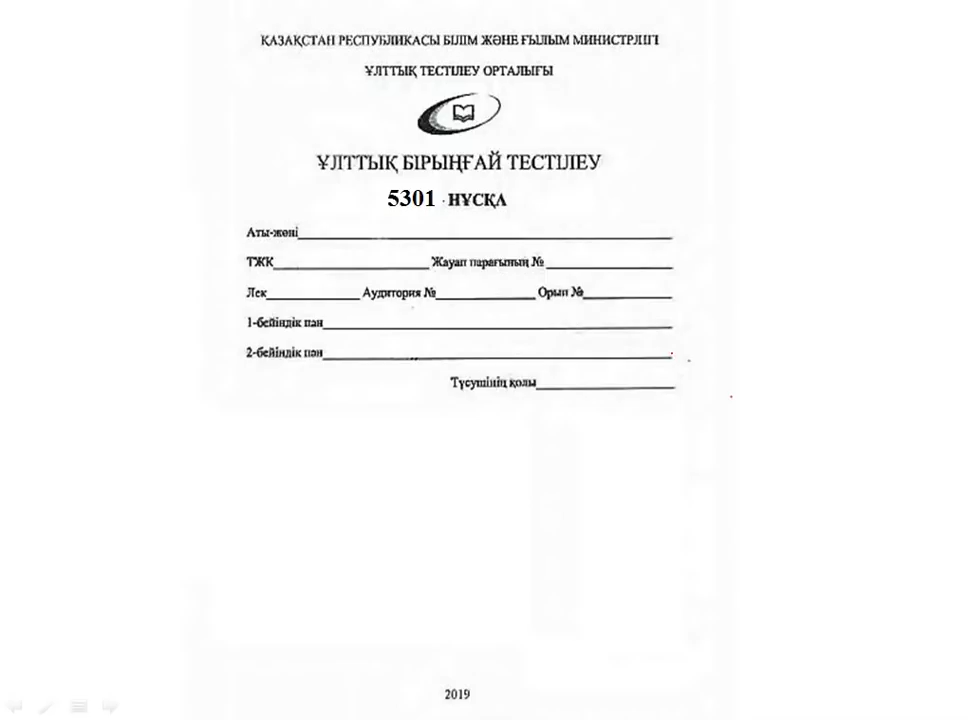 ҚАЗАҚСТАН РЕСПУБЛИКАСЫ БІЛІМ ЖӘНЕ ҒЫЛЫМ МИНИСТРЛІГІ
ҰЛТТЫҚ ТЕСТІЛЕУ ОРТАЛЫҒЫ
ҰЛТТЫҚ БІРЫҢҒАЙ ТЕСТІЛЕУ
5301 - НҰСҚА
Аты-жөні
ТЖК Жауап парағының №
Лек Аудитория № Орын №
1-бейіндік пән
2-бейіндік пән
Түсушінің қолы
2019